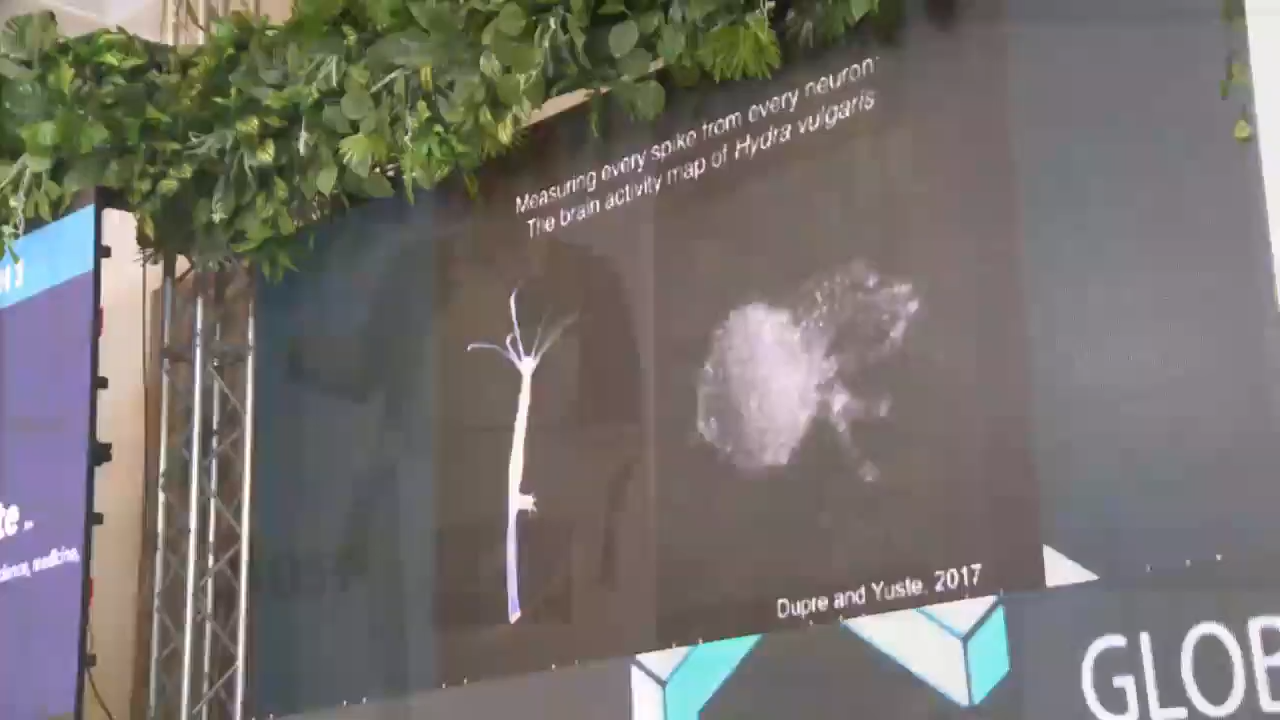 Measuring every spike from every neuron:
The brain activity map of Hydra vulgaris
Dupre and Yuste, 2017
GLOB